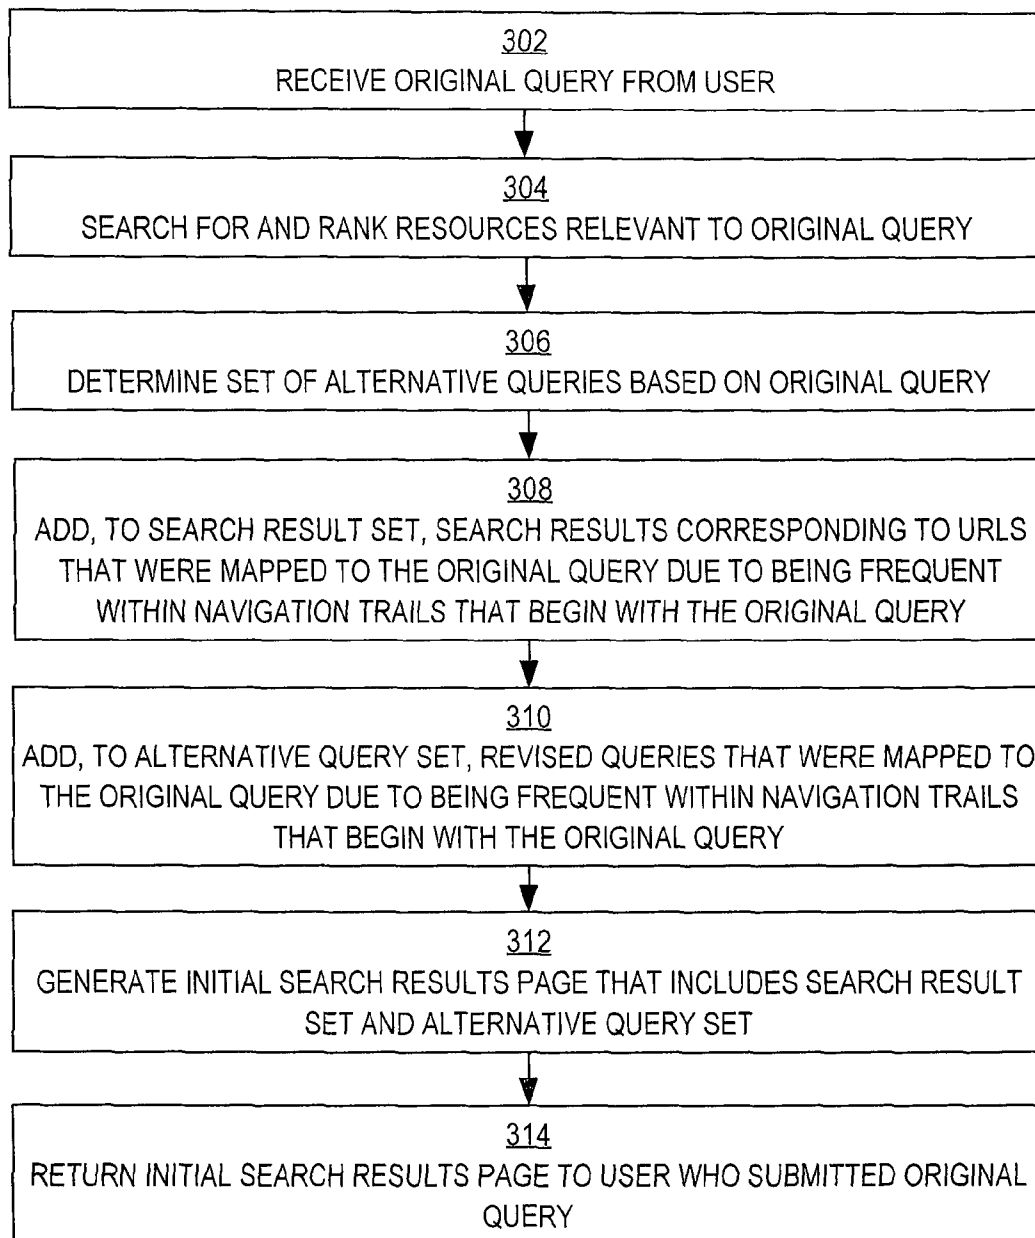 302
RECEIVE ORIGINAL QUERY FROM USER
304
SEARCH FOR AND RANK RESOURCES RELEVANT TO ORIGINAL QUERY
306
DETERMINE SET OF ALTERNATIVE QUERIES BASED ON ORIGINAL QUERY
308
ADD, TO SEARCH RESULT SET, SEARCH RESULTS CORRESPONDING TO URLS
THAT WERE MAPPED TO THE ORIGINAL QUERY DUE TO BEING FREQUENT
WITHIN NAVIGATION TRAILS THAT BEGIN WITH THE ORIGINAL QUERY
310
ADD, TO ALTERNATIVE QUERY SET, REVISED QUERIES THAT WERE MAPPED TO
THE ORIGINAL QUERY DUE TO BEING FREQUENT WITHIN NAVIGATION TRAILS
THAT BEGIN WITH THE ORIGINAL QUERY
312
GENERATE INITIAL SEARCH RESULTS PAGE THAT INCLUDES SEARCH RESULT
SET AND ALTERNATIVE QUERY SET
314
RETURN INITIAL SEARCH RESULTS PAGE TO USER WHO SUBMITTED ORIGINAL
QUERY